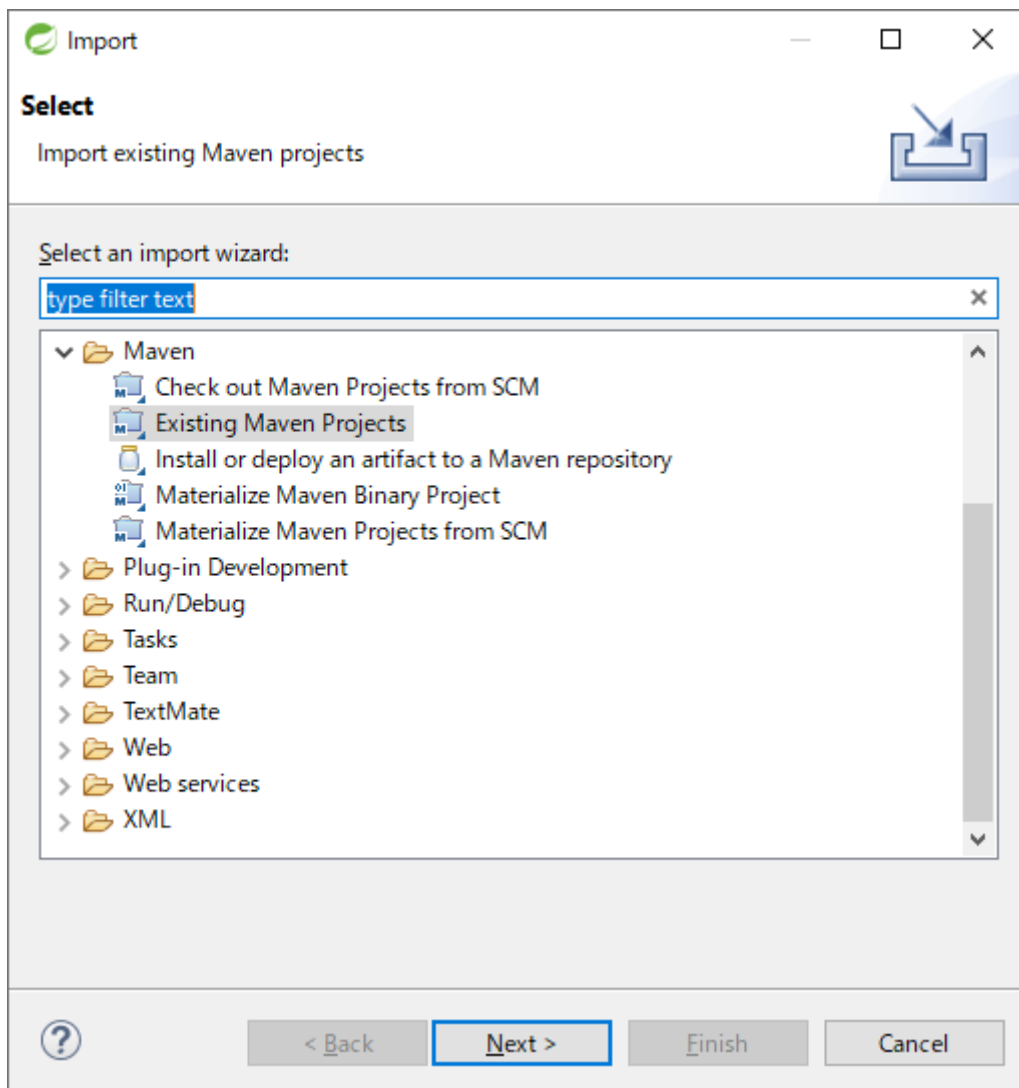 Import
Select
Import existing Maven projects
Select an import wizard:
type filter text
Maven
Check out Maven Projects from SCM
Existing Maven Projects
Install or deploy an artifact to a Maven repository
Materialize Maven Binary Project
Materialize Maven Projects from SCM
Plug-in Development
Run/Debug
Tasks
Team
TextMate
Web
Web services
XML
? < Back Next > Finish Cancel